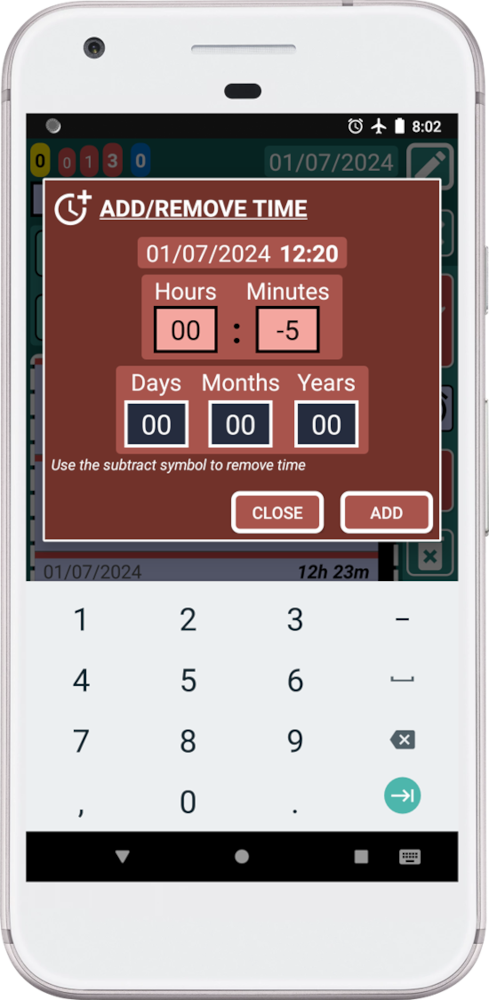 8:02
0 0 1 3 0 01/07/2024
ADD/REMOVE TIME
01/07/2024 12:20
Hours Minutes
00 : -5
Days Months Years
00 00 00
Use the subtract symbol to remove time
CLOSE ADD
01/07/2024 12h 23m
1 2 3 -
4 5 6
7 8 9
, 0 .